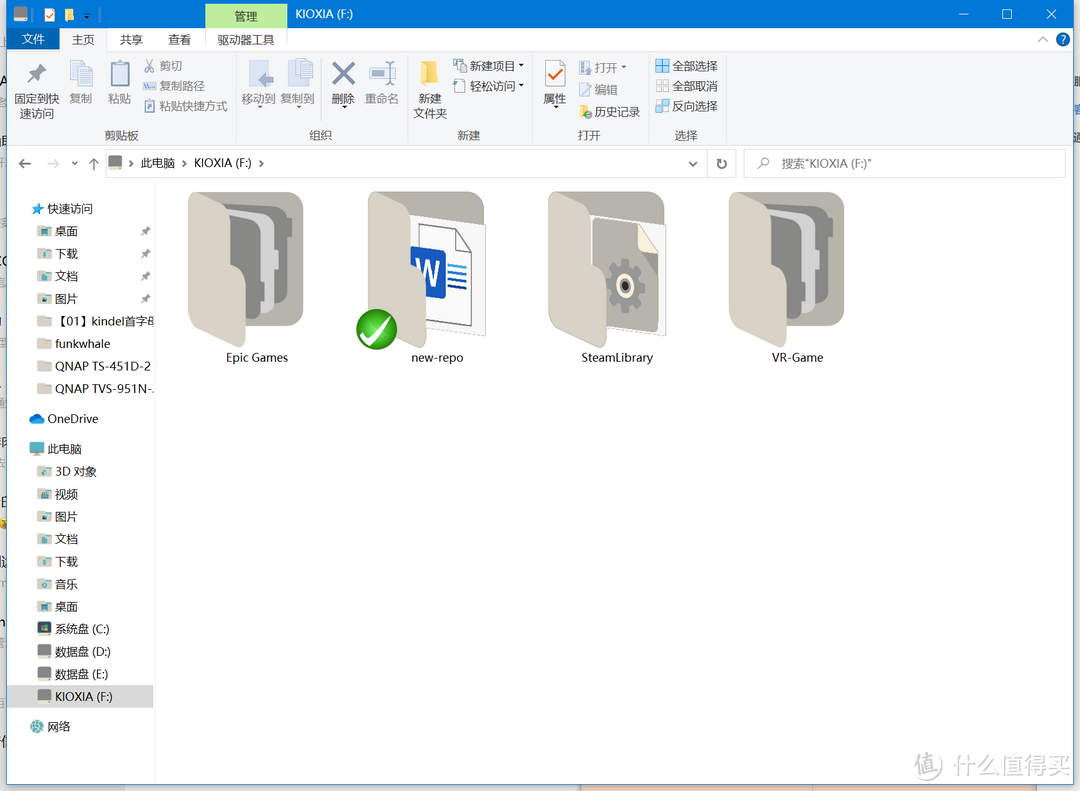 管理
KIOXIA (F:)
文件
主页
共享
查看
驱动器工具
固定到快
速访问
复制
粘贴
剪切
复制路径
粘贴快捷方式
剪贴板
移动到
复制到
删除
重命名
组织
新建
文件夹
新建项目
轻松访问
新建
属性
打开
编辑
历史记录
打开
全部选择
全部取消
反向选择
选择
此电脑
KIOXIA (F:)
搜索"KIOXIA (F:)"
快速访问
桌面
下载
文档
图片
【01】kindel首字母
funkwhale
QNAP TS-451D-2
QNAP TVS-951N-.
OneDrive
此电脑
3D 对象
视频
图片
文档
下载
音乐
桌面
系统盘 (C:)
数据盘 (D:)
数据盘 (E:)
KIOXIA (F:)
网络
Epic Games
W
new-repo
SteamLibrary
VR-Game
值 什么值得买